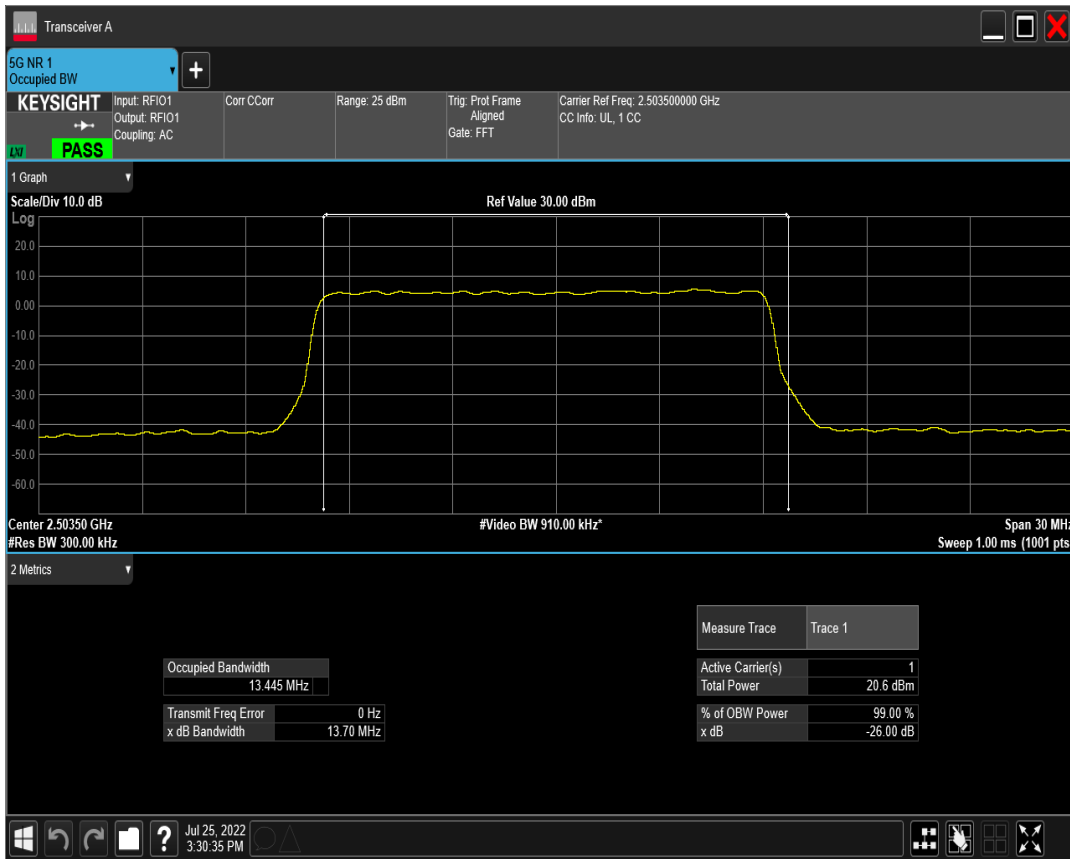 Transceiver A
5G NR 1
Occupied BW
KEYSIGHT
LXI
PASS
Input: RFIO1
Output: RFIO1
Coupling: AC
Corr CCorr
Range: 25 dBm
Trig: Prot Frame
Aligned
Gate: FFT
Carrier Ref Freq: 2.503500000 GHz
CC Info: UL, 1 CC
1 Graph
Scale/Div 10.0 dB
Ref Value 30.00 dBm
Log
20.0
10.0
0.00
-10.0
-20.0
-30.0
-40.0
-50.0
-60.0
Center 2.50350 GHz
#Video BW 910.00 kHz*
Span 30 MHz
#Res BW 300.00 kHz
Sweep 1.00 ms (1001 pts
2 Metrics
Measure Trace Trace 1
Occupied Bandwidth
13.445 MHz
Active Carrier(s) 1
Total Power 20.6 dBm
Transmit Freq Error 0 Hz
x dB Bandwidth 13.70 MHz
% of OBW Power 99.00 %
x dB -26.00 dB
?
Jul 25, 2022
3:30:35 PM